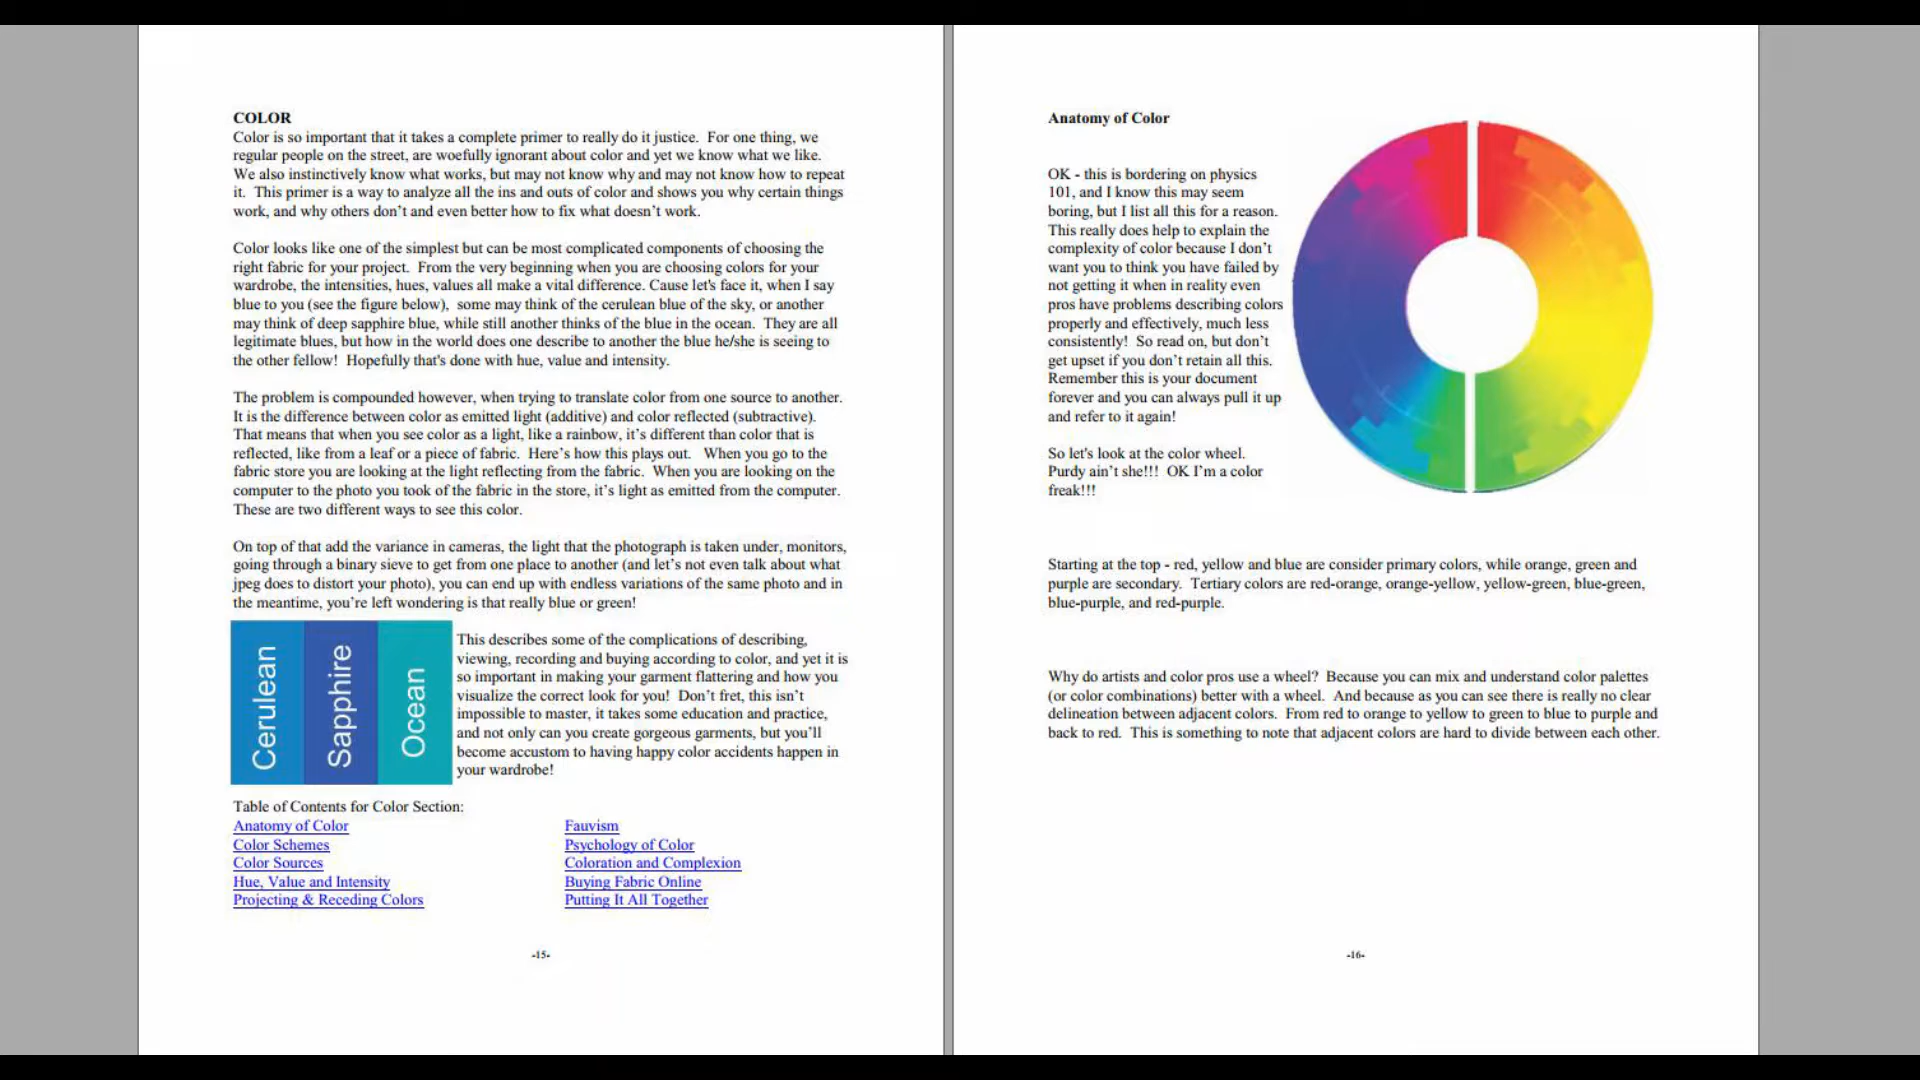 COLOR
Color is so important that it takes a complete primer to really do it justice.  For one thing, we
regular people on the street, are woefully ignorant about color and yet we know what we like.
We also instinctively know what works, but may not know why and may not know how to repeat
it.  This primer is a way to analyze all the ins and outs of color and shows you why certain things
work, and why others don't and even better how to fix what doesn't work.
Color looks like one of the simplest but can be most complicated components of choosing the
right fabric for your project.  From the very beginning when you are choosing colors for your
wardrobe, the intensities, hues, values all make a vital difference. Cause let's face it, when I say
blue to you (see the figure below),  some may think of the cerulean blue of the sky, or another
may think of deep sapphire blue, while still another thinks of the blue in the ocean.  They are all
legitimate blues, but how in the world does one describe to another the blue he/she is seeing to
the other fellow!  Hopefully that's done with hue, value and intensity.
The problem is compounded however, when trying to translate color from one source to another.
It is the difference between color as emitted light (additive) and color reflected (subtractive).
That means that when you see color as a light, like a rainbow, it's different than color that is
reflected, like from a leaf or a piece of fabric.  Here's how this plays out.   When you go to the
fabric store you are looking at the light reflecting from the fabric.  When you are looking on the
computer to the photo you took of the fabric in the store, it's light as emitted from the computer.
These are two different ways to see this color.
On top of that add the variance in cameras, the light that the photograph is taken under, monitors,
going through a binary sieve to get from one place to another (and let's not even talk about what
jpeg does to distort your photo), you can end up with endless variations of the same photo and in
the meantime, you're left wondering is that really blue or green!
Cerulean
Sapphire
Ocean
This describes some of the complications of describing,
viewing, recording and buying according to color, and yet it is
so important in making your garment flattering and how you
visualize the correct look for you!  Don't fret, this isn't
impossible to master, it takes some education and practice,
and not only can you create gorgeous garments, but you'll
become accustom to having happy color accidents happen in
your wardrobe!
Table of Contents for Color Section:
Anatomy of Color
Color Schemes
Color Sources
Hue, Value and Intensity
Projecting & Receding Colors
Fauvism
Psychology of Color
Coloration and Complexion
Buying Fabric Online
Putting It All Together
-15-
Anatomy of Color
OK - this is bordering on physics
101, and I know this may seem
boring, but I list all this for a reason.
This really does help to explain the
complexity of color because I don't
want you to think you have failed by
not getting it when in reality even
pros have problems describing colors
properly and effectively, much less
consistently!  So read on, but don't
get upset if you don't retain all this.
Remember this is your document
forever and you can always pull it up
and refer to it again!
So let's look at the color wheel.
Purdy ain't she!!!  OK I'm a color
freak!!!
Starting at the top - red, yellow and blue are consider primary colors, while orange, green and
purple are secondary.  Tertiary colors are red-orange, orange-yellow, yellow-green, blue-green,
blue-purple, and red-purple.
Why do artists and color pros use a wheel?  Because you can mix and understand color palettes
(or color combinations) better with a wheel.  And because as you can see there is really no clear
delineation between adjacent colors.  From red to orange to yellow to green to blue to purple and
back to red.  This is something to note that adjacent colors are hard to divide between each other.
-16-